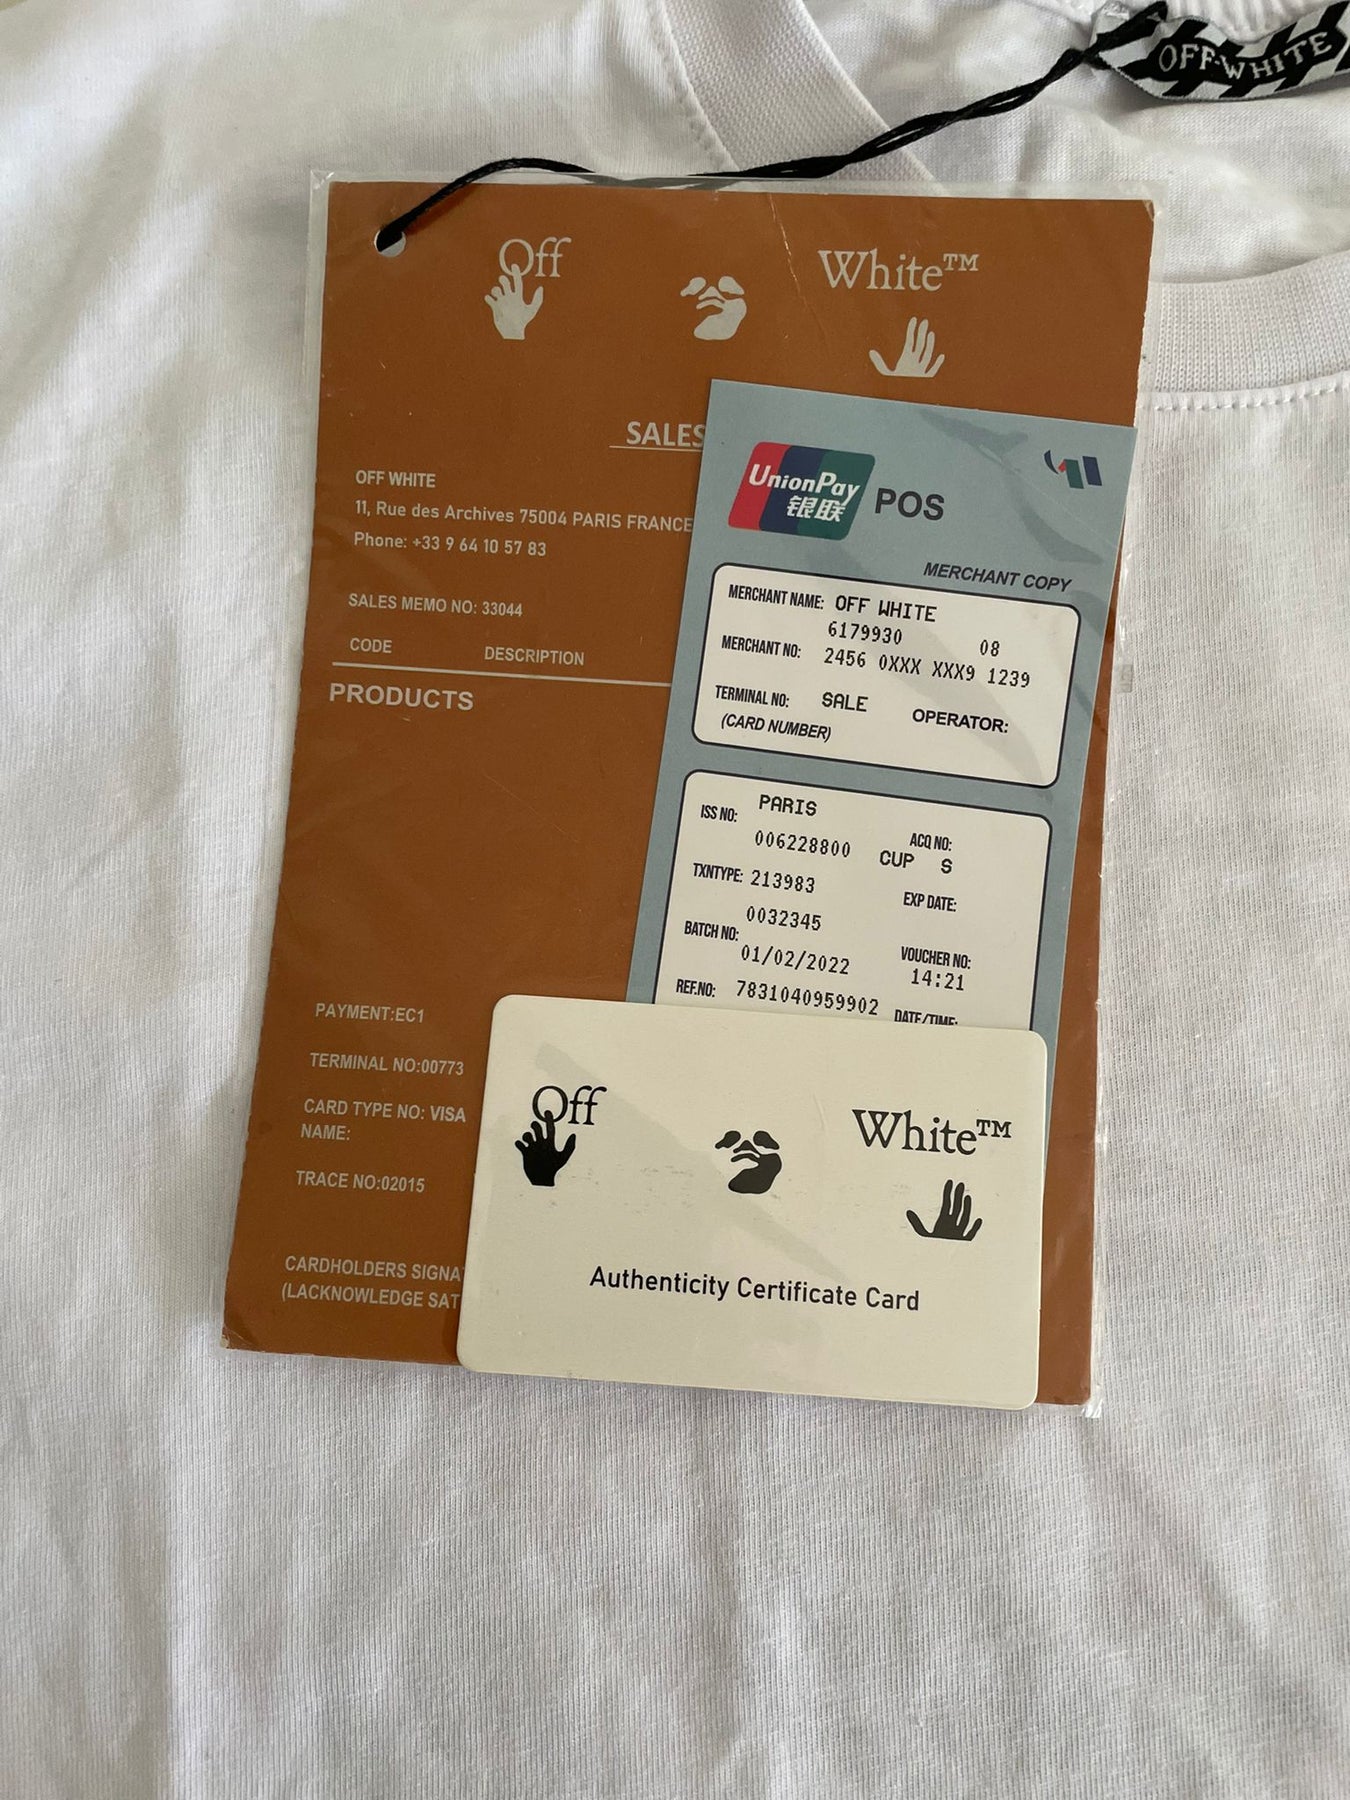 OFF-WHITE
Off
White™
SALES
OFF WHITE
11, Rue des Archives 75004 PARIS FRANCE
Phone: +33 9 64 10 57 83
SALES MEMO NO: 33044
CODE DESCRIPTION
PRODUCTS
PAYMENT:EC1
TERMINAL NO:00773
CARD TYPE NO: VISA
NAME:
TRACE NO:02015
CARDHOLDERS SIGNA
(LACKNOWLEDGE SAT
UnionPay
银联
POS
MERCHANT COPY
MERCHANT NAME: OFF WHITE
6179930 08
MERCHANT NO: 2456 0XXX XXX9 1239
TERMINAL NO: SALE OPERATOR:
(CARD NUMBER)
PARIS
ISS NO: ACQ NO:
006228800 CUP S
TXNTYPE: 213983 EXP DATE:
0032345
BATCH NO: VOUCHER NO:
01/02/2022 14:21
REF.NO: 7831040959902 DATE/TIME:
Off
White™
Authenticity Certificate Card